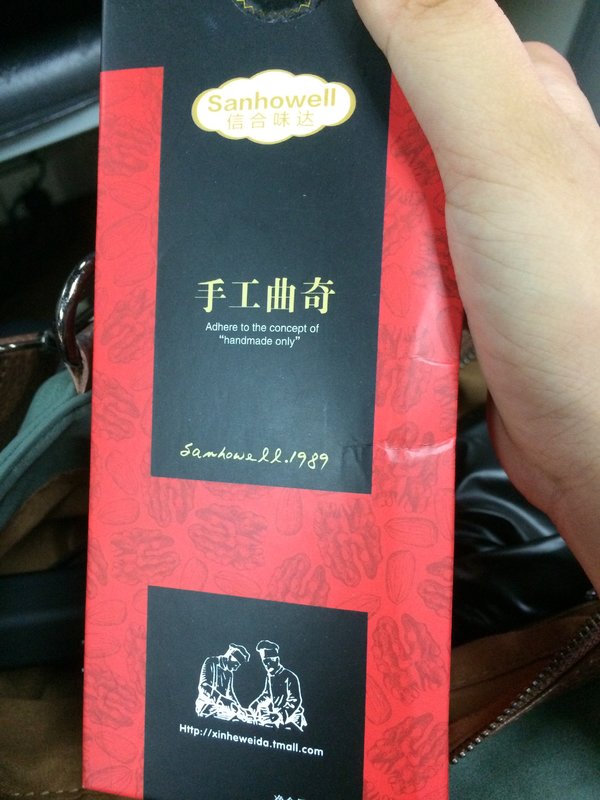 Sanhowell
信合味达
手工曲奇
Adhere to the concept of
“handmade only”
Sanhowell.1989
Http://xinheweida.tmall.com